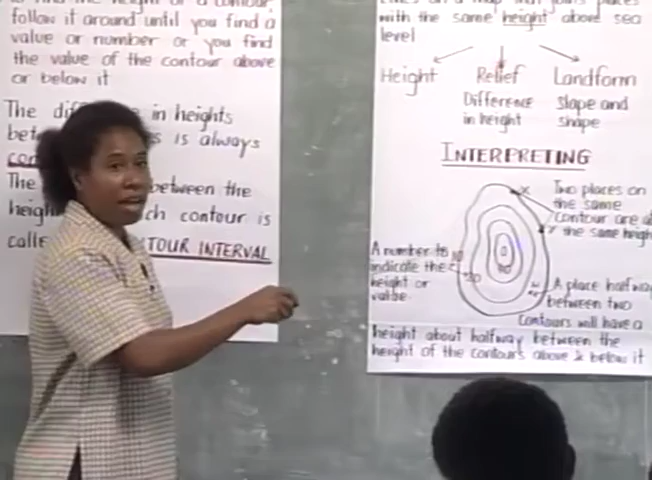 follow it around until you find a
value or number or you find
the value of the contour above
or below it
The in heights
is always
The between the
heigh ch contour is
calle TOUR INTERVAL
with the same height above sea
level
Height Relief Landform
Difference in height
Slope and shape
INTERPRETING
Two places on
the same
contour are a
the same heigh
X
Y
A number to
indicate the
height or
value
A place halfway
between two
contours will have a
height about halfway between the
height of the contours above & below it